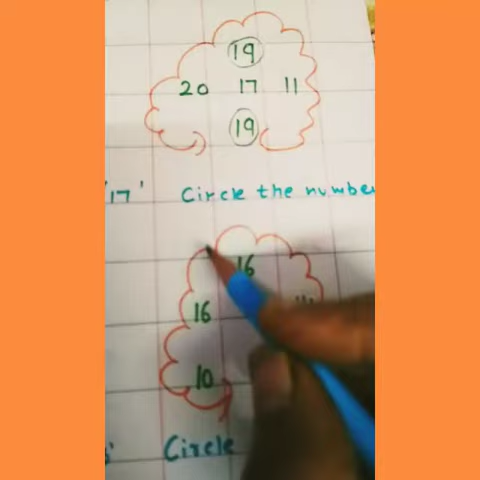 19
20 17 11
19
'17' Circle the number
16
16
10
' Circle